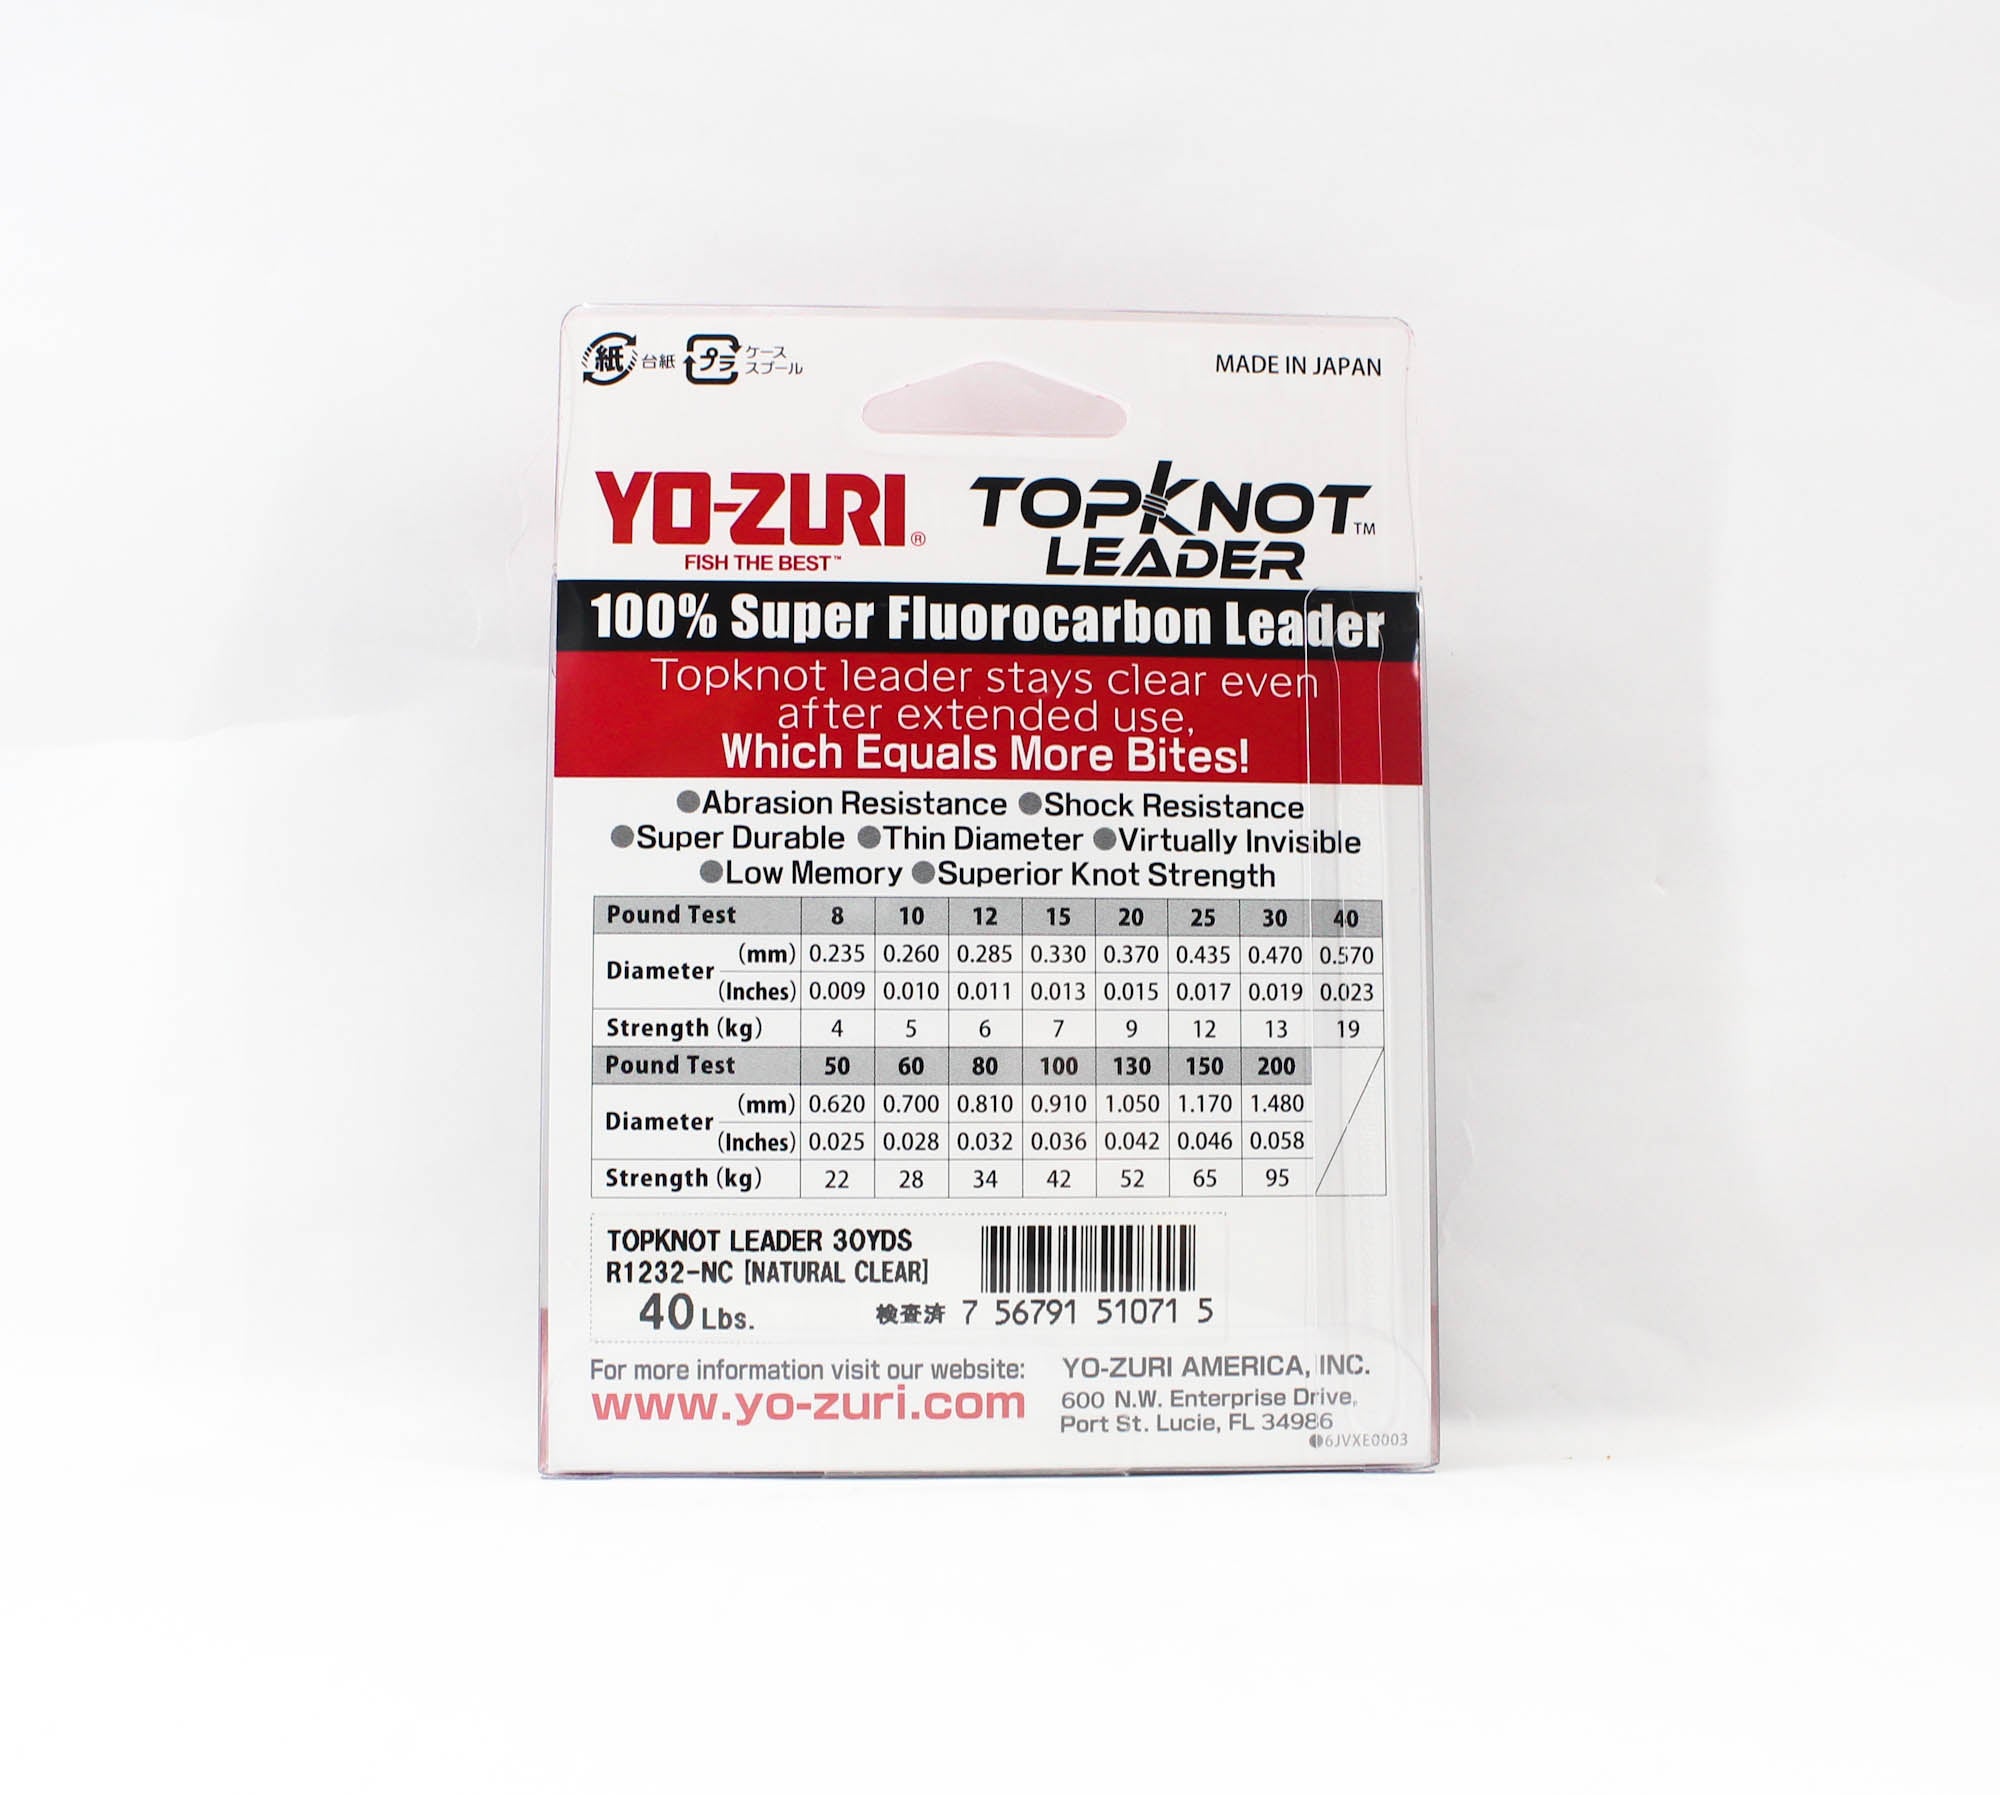 紙 台紙 プラ ケース
スプール
MADE IN JAPAN
YO-ZURI®
FISH THE BEST™
TOPKNOT™
LEADER
100% Super Fluorocarbon Leader
Topknot leader stays clear even
after extended use,
Which Equals More Bites!
●Abrasion Resistance ●Shock Resistance
●Super Durable ●Thin Diameter ●Virtually Invisible
●Low Memory ●Superior Knot Strength
Pound Test 8 10 12 15 20 25 30 40
Diameter (mm) 0.235 0.260 0.285 0.330 0.370 0.435 0.470 0.570
(Inches) 0.009 0.010 0.011 0.013 0.015 0.017 0.019 0.023
Strength (kg) 4 5 6 7 9 12 13 19
Pound Test 50 60 80 100 130 150 200
Diameter (mm) 0.620 0.700 0.810 0.910 1.050 1.170 1.480
(Inches) 0.025 0.028 0.032 0.036 0.042 0.046 0.058
Strength (kg) 22 28 34 42 52 65 95
TOPKNOT LEADER 30YDS
R1232-NC [NATURAL CLEAR]
40 Lbs.
検査済 7 56791 51071 5
For more information visit our website:
www.yo-zuri.com
YO-ZURI AMERICA, INC.
600 N.W. Enterprise Drive,
Port St. Lucie, FL 34986
6JVXE0003